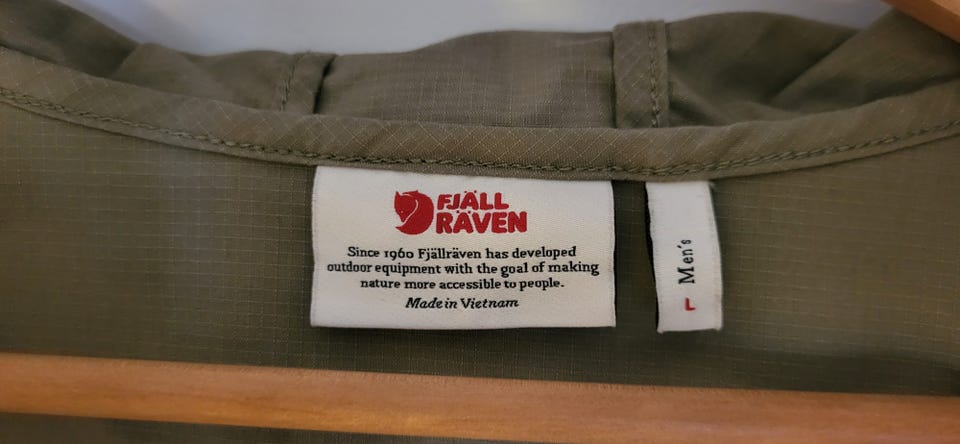 FJÄLL
RÄVEN
Since 1960 Fjällräven has developed
outdoor equipment with the goal of making
nature more accessible to people.
Made in Vietnam
L Men's